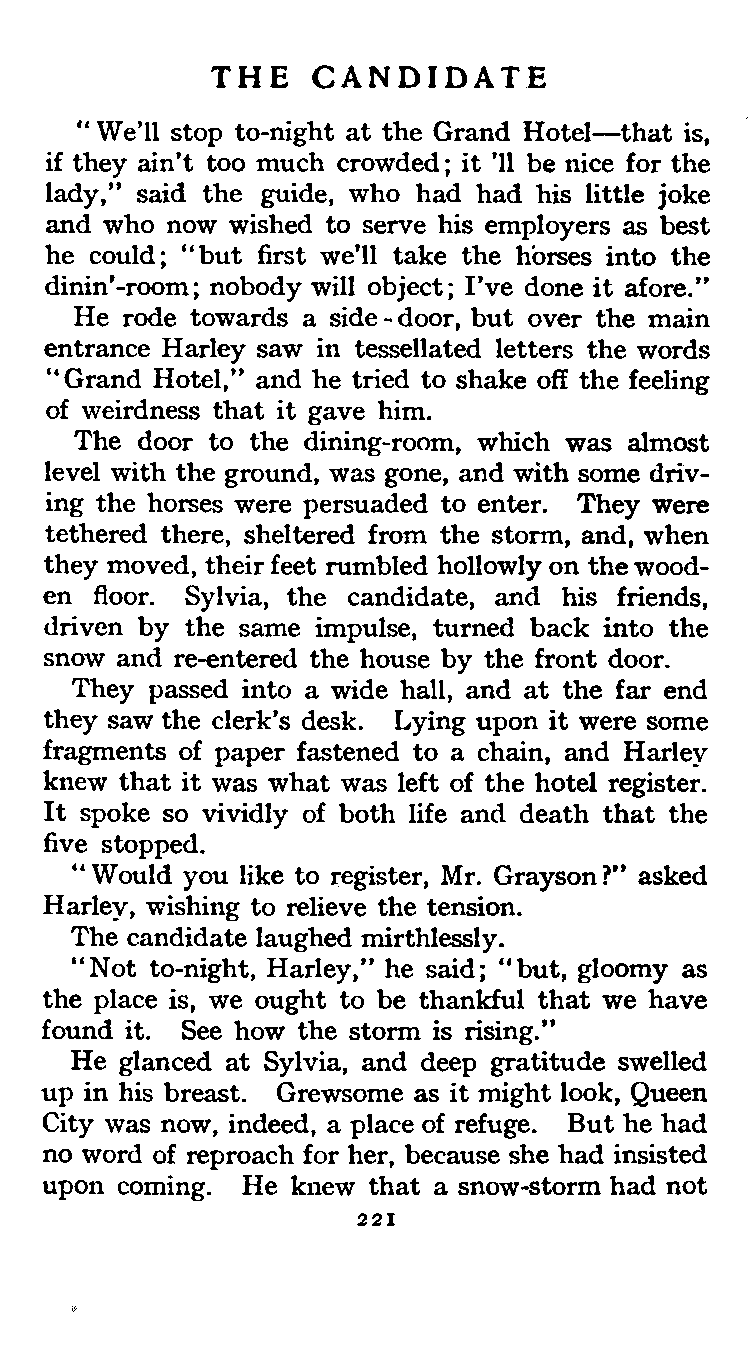 THE CANDIDATE
"We'll stop to-night at the Grand Hotel—that is,
if they ain't too much crowded; it 'll be nice for the
lady," said the guide, who had had his little joke
and who now wished to serve his employers as best
he could; "but first we'll take the horses into the
dinin'-room; nobody will object; I've done it afore."
He rode towards a side-door, but over the main
entrance Harley saw in tessellated letters the words
"Grand Hotel," and he tried to shake off the feeling
of weirdness that it gave him.
The door to the dining-room, which was almost
level with the ground, was gone, and with some driv-
ing the horses were persuaded to enter. They were
tethered there, sheltered from the storm, and, when
they moved, their feet rumbled hollowly on the wood-
en floor. Sylvia, the candidate, and his friends,
driven by the same impulse, turned back into the
snow and re-entered the house by the front door.
They passed into a wide hall, and at the far end
they saw the clerk's desk. Lying upon it were some
fragments of paper fastened to a chain, and Harley
knew that it was what was left of the hotel register.
It spoke so vividly of both life and death that the
five stopped.
"Would you like to register, Mr. Grayson?" asked
Harley, wishing to relieve the tension.
The candidate laughed mirthlessly.
"Not to-night, Harley," he said; "but, gloomy as
the place is, we ought to be thankful that we have
found it. See how the storm is rising."
He glanced at Sylvia, and deep gratitude swelled
up in his breast. Grewsome as it might look, Queen
City was now, indeed, a place of refuge. But he had
no word of reproach for her, because she had insisted
upon coming. He knew that a snow-storm had not
221